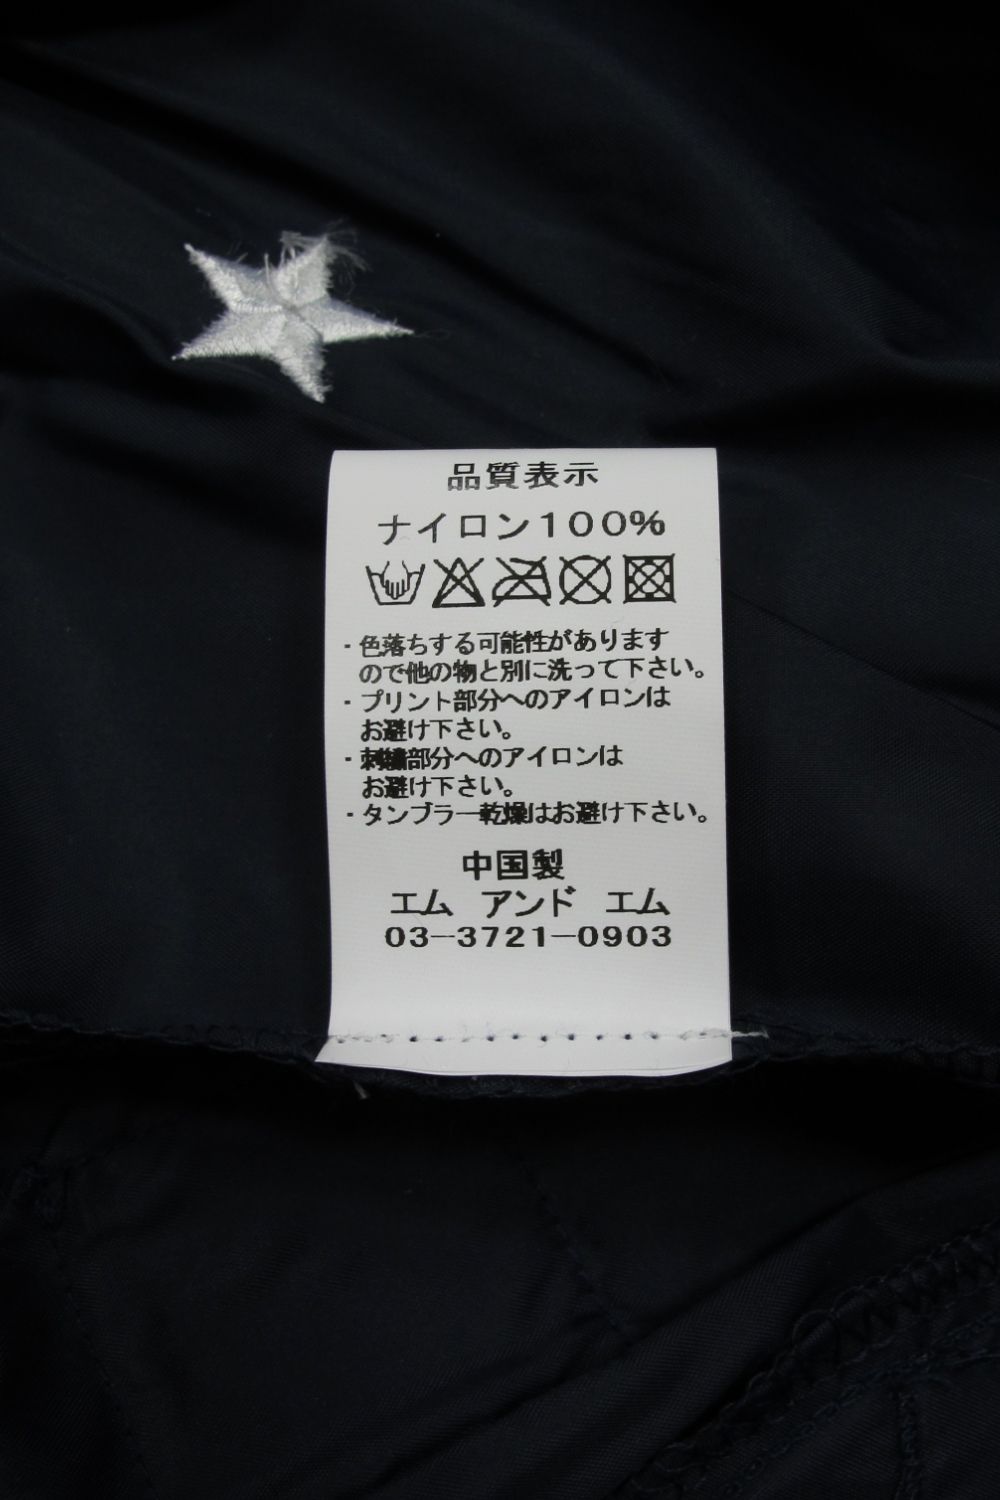 品質表示
ナイロン100%
・色落ちする可能性があります
ので他の物と別に洗って下さい。
・プリント部分へのアイロンは
お避け下さい。
・刺繍部分へのアイロンは
お避け下さい。
・タンブラー乾燥はお避け下さい。
中国製
エム アンド エム
03-3721-0903